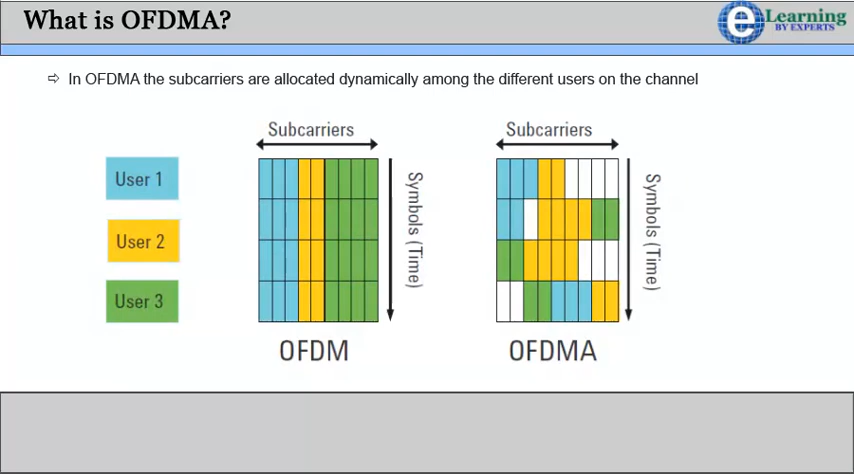 What is OFDMA?
eLearning
BY EXPERTS
⇨ In OFDMA the subcarriers are allocated dynamically among the different users on the channel
Subcarriers
Subcarriers
User 1
User 2
User 3
Symbols (Time)
Symbols (Time)
OFDM
OFDMA